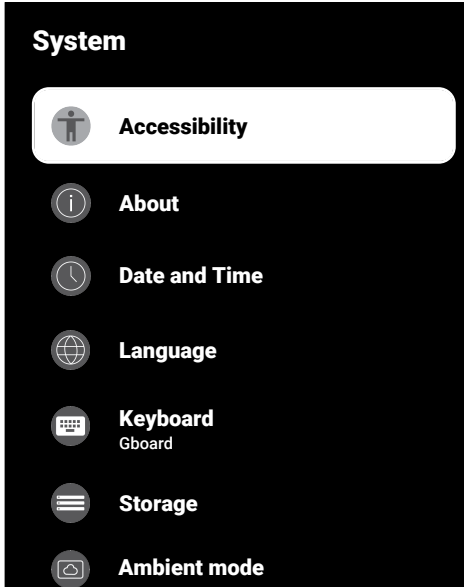 System
Accessibility
About
Date and Time
Language
Keyboard
Gboard
Storage
Ambient mode